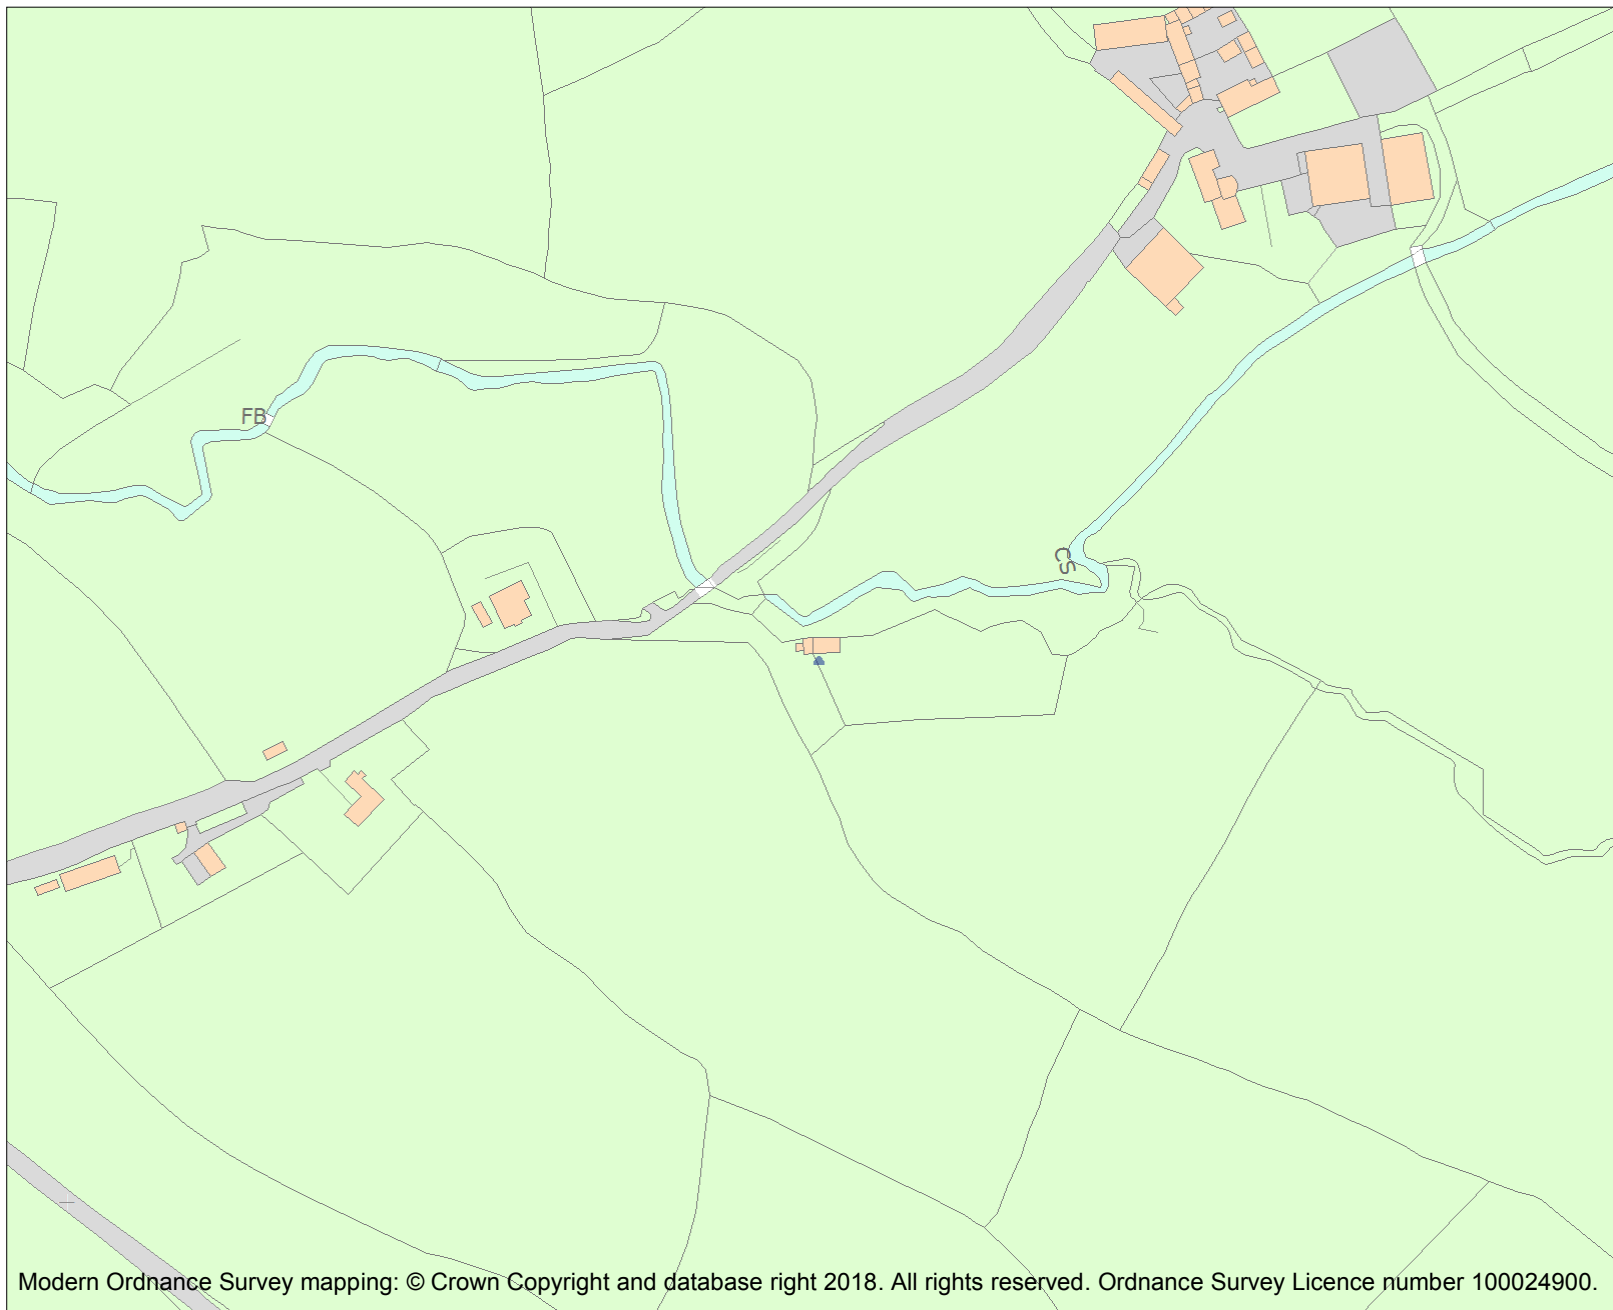 FB
CS
Modern Ordnance Survey mapping: © Crown Copyright and database right 2018. All rights reserved. Ordnance Survey Licence number 100024900.